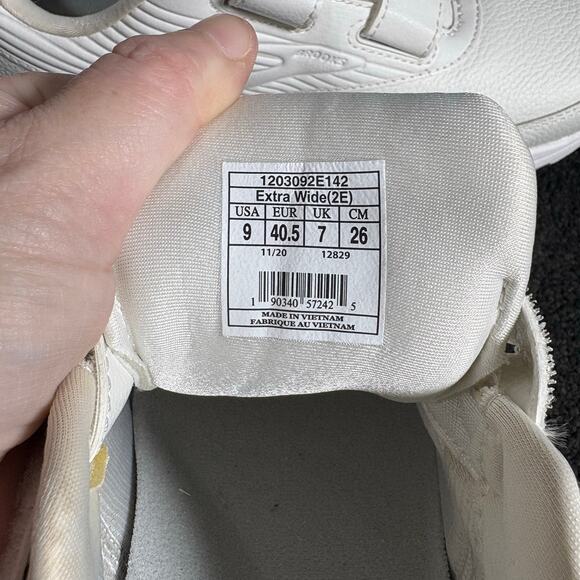 BROOKS
1203092E142
Extra Wide(2E)
USA EUR UK CM
9 40.5 7 26
11/20 12829
1 90340 57242 5
MADE IN VIETNAM
FABRIQUE AU VIETNAM